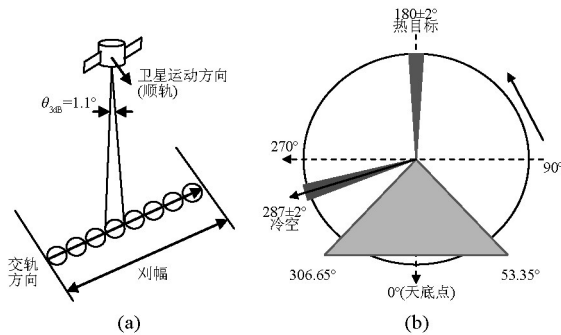 (a)
卫星运动方向
(顺轨)
θ3dB=1.1°
交轨
方向
刈幅
180±2°
热目标
270°
90°
287±2°
冷空
306.65°
53.35°
0°(天底点)
(b)